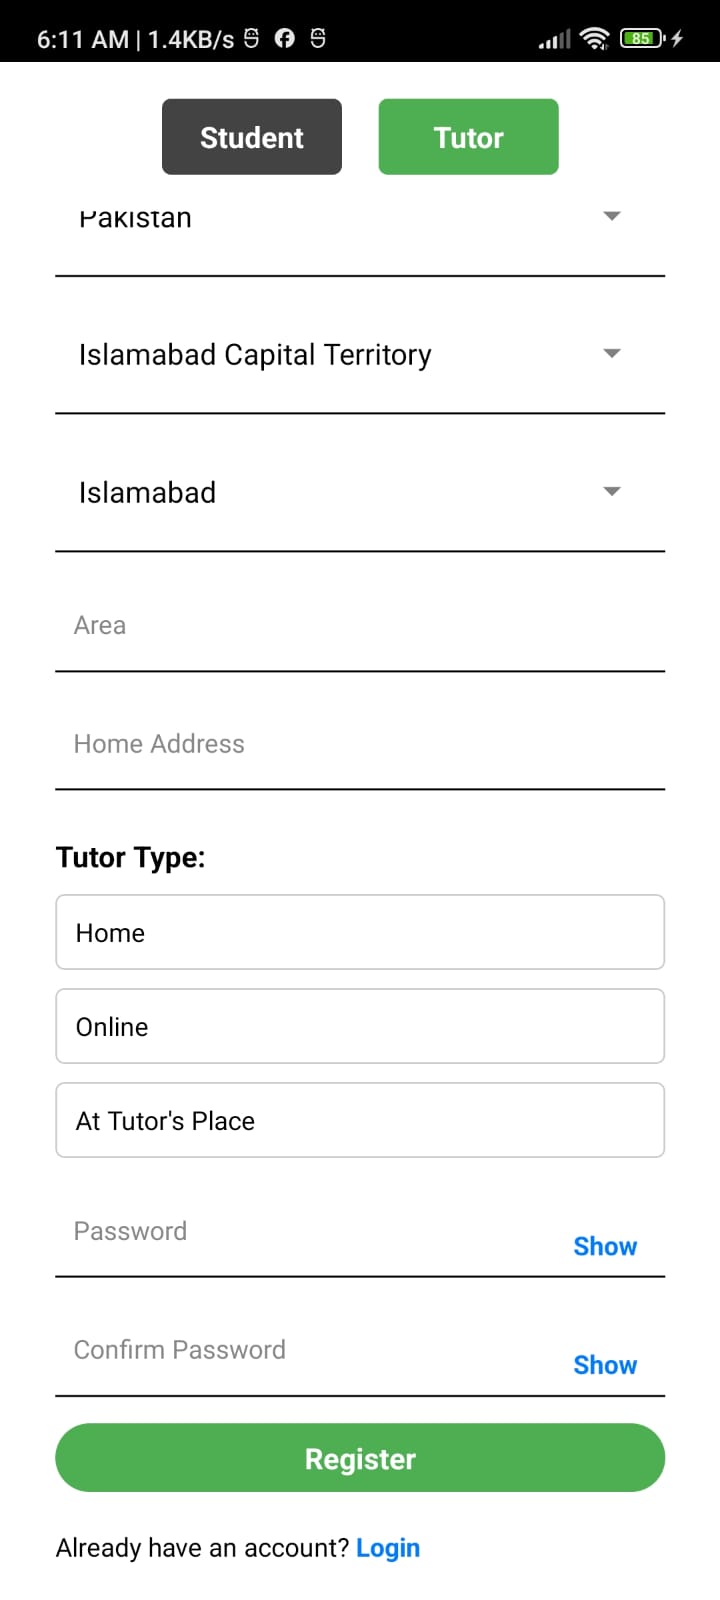 6:11 AM | 1.4KB/s
85
Student
Tutor
Pakistan
Islamabad Capital Territory
Islamabad
Area
Home Address
Tutor Type:
Home
Online
At Tutor's Place
Password
Show
Confirm Password
Show
Register
Already have an account? Login